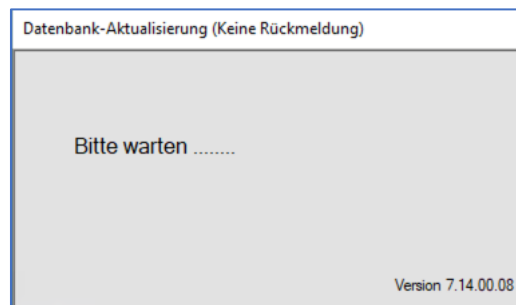 Datenbank-Aktualisierung (Keine Rückmeldung)
Bitte warten ........
Version 7.14.00.08